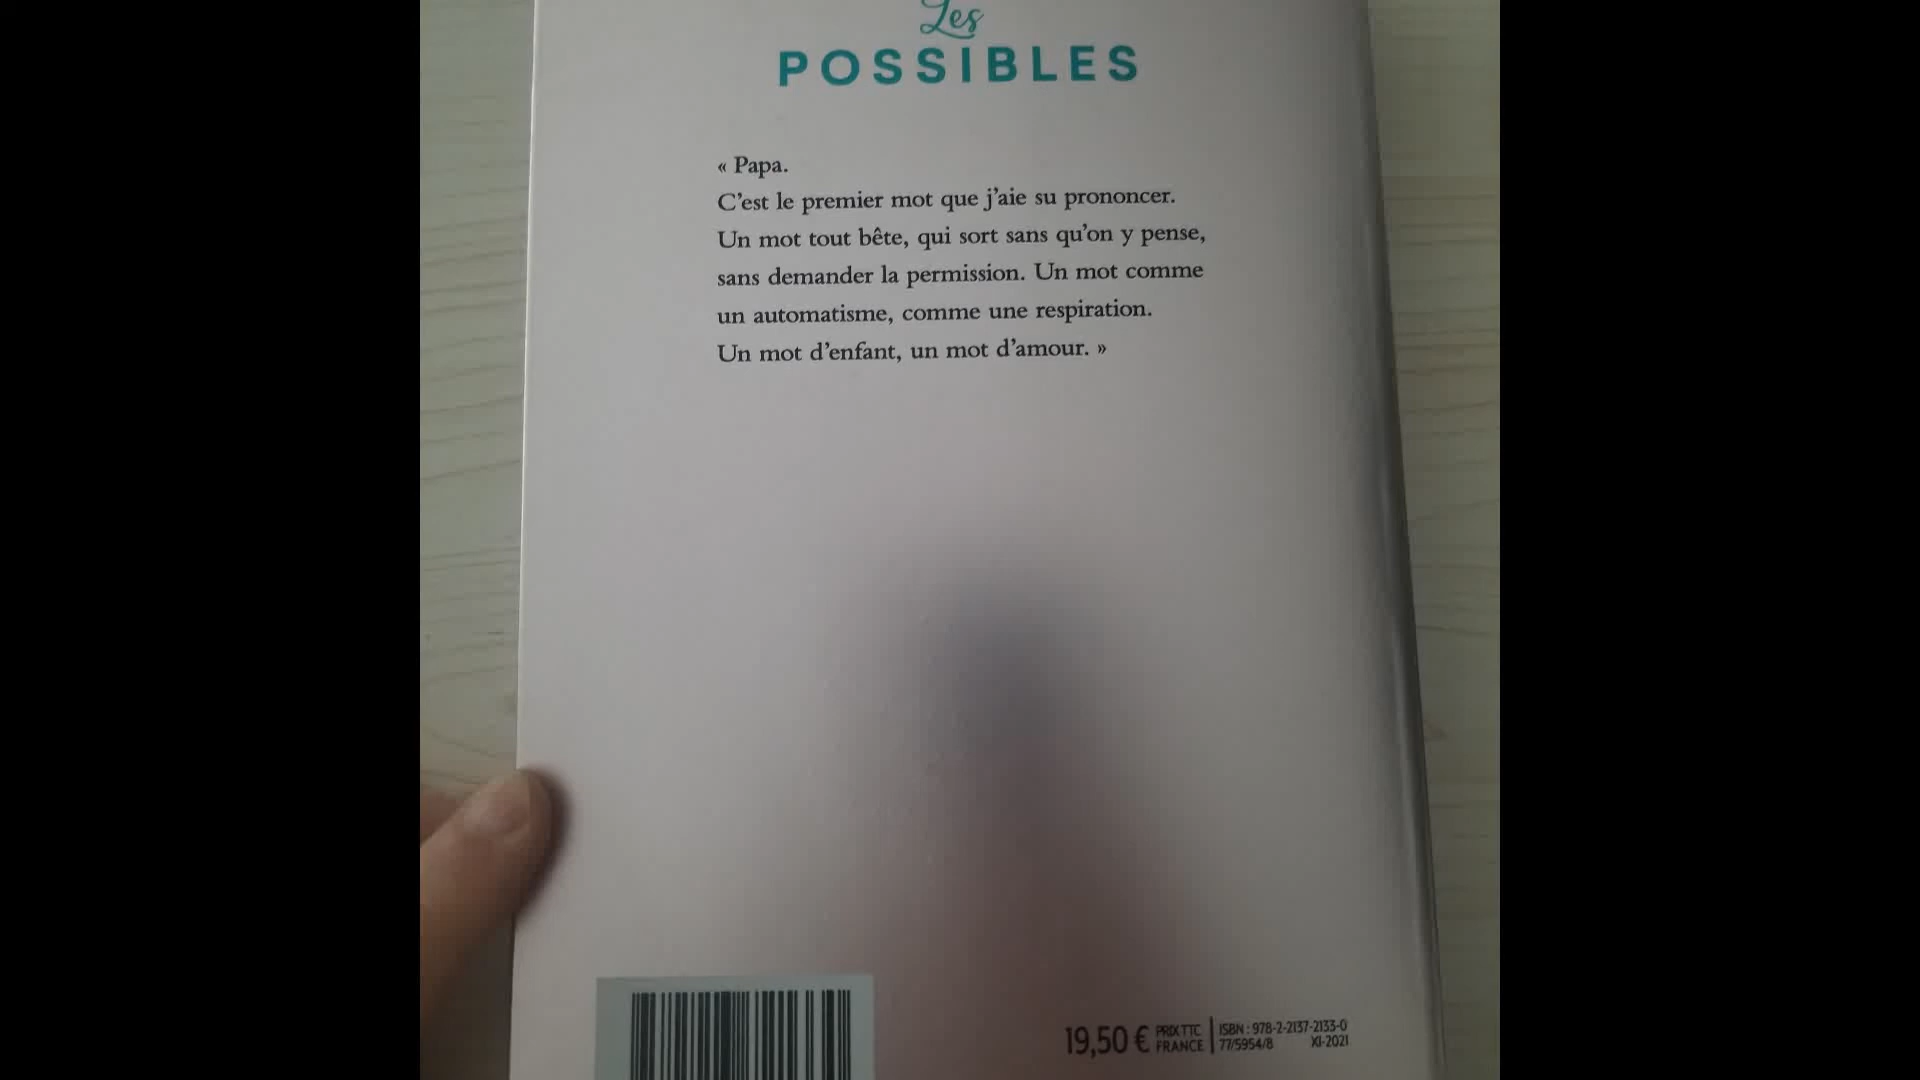 Les
POSSIBLES
« Papa.
C'est le premier mot que j'aie su prononcer.
Un mot tout bête, qui sort sans qu'on y pense,
sans demander la permission. Un mot comme
un automatisme, comme une respiration.
Un mot d'enfant, un mot d'amour. »
19,50 € PRIX TTC FRANCE
ISBN : 978-2-2137-2133-0
77/5954/8 XI-2021